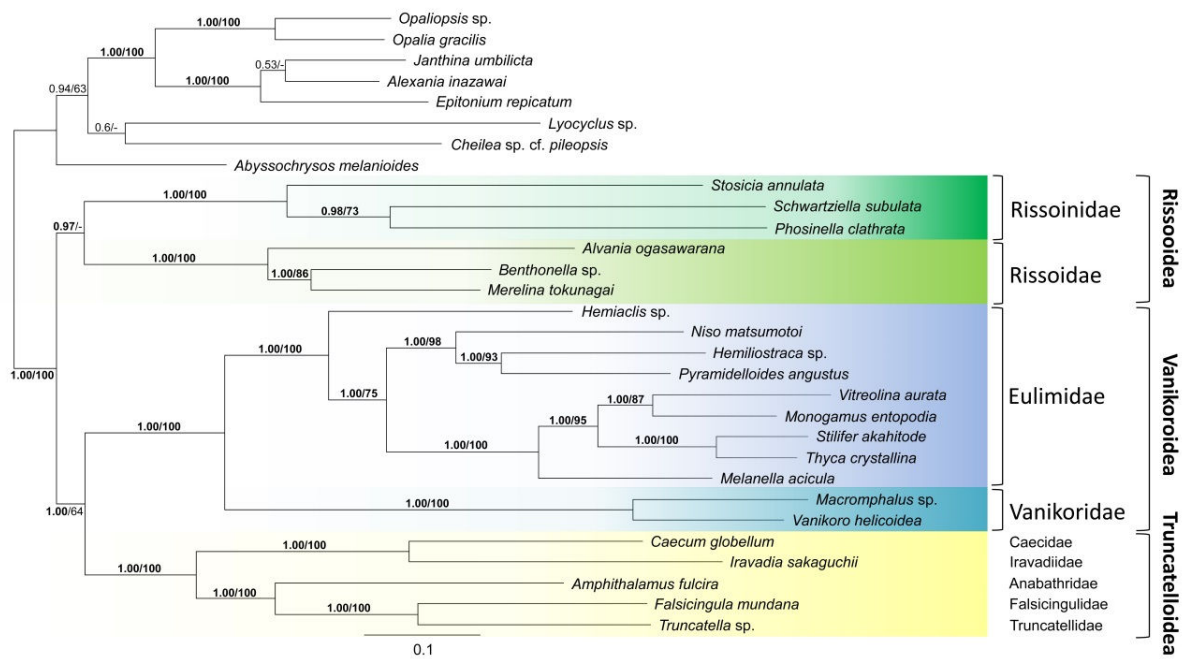 1.00/100
Opaliopsis sp.
Opalia gracilis
1.00/100
0.53/-
Janthina umbilicta
Alexania inazawai
1.00/100
0.94/63
Epitonium repicatum
0.6/-
Lyocyclus sp.
Cheilea sp. cf. pileopsis
Abyssochrysos melanioides
1.00/100
Stosicia annulata
0.98/73
Schwartziella subulata
Phosinella clathrata
Rissoinidae
Rissooidea
0.97/-
1.00/100
Alvania ogasawarana
1.00/86
Benthonella sp.
Merelina tokunagai
Rissoidae
1.00/100
1.00/100
Hemiaclis sp.
1.00/98
Niso matsumotoi
1.00/93
Hemiliostraca sp.
Pyramidelloides angustus
1.00/75
1.00/87
Vitreolina aurata
Monogamus entopodia
1.00/95
1.00/100
Stilifer akahitode
Thyca crystallina
1.00/100
Melanella acicula
Eulimidae
Vanikoroidea
1.00/100
1.00/100
Macromphalus sp.
Vanikoro helicoidea
Vanikoridae
1.00/64
1.00/100
Caecum globellum
Caecidae
Iravadia sakaguchii
Iravadiidae
1.00/100
Amphithalamus fulcira
Anabathridae
1.00/100
Falsicingula mundana
Falsicingulidae
Truncatella sp.
Truncatellidae
Truncatelloidea
0.1